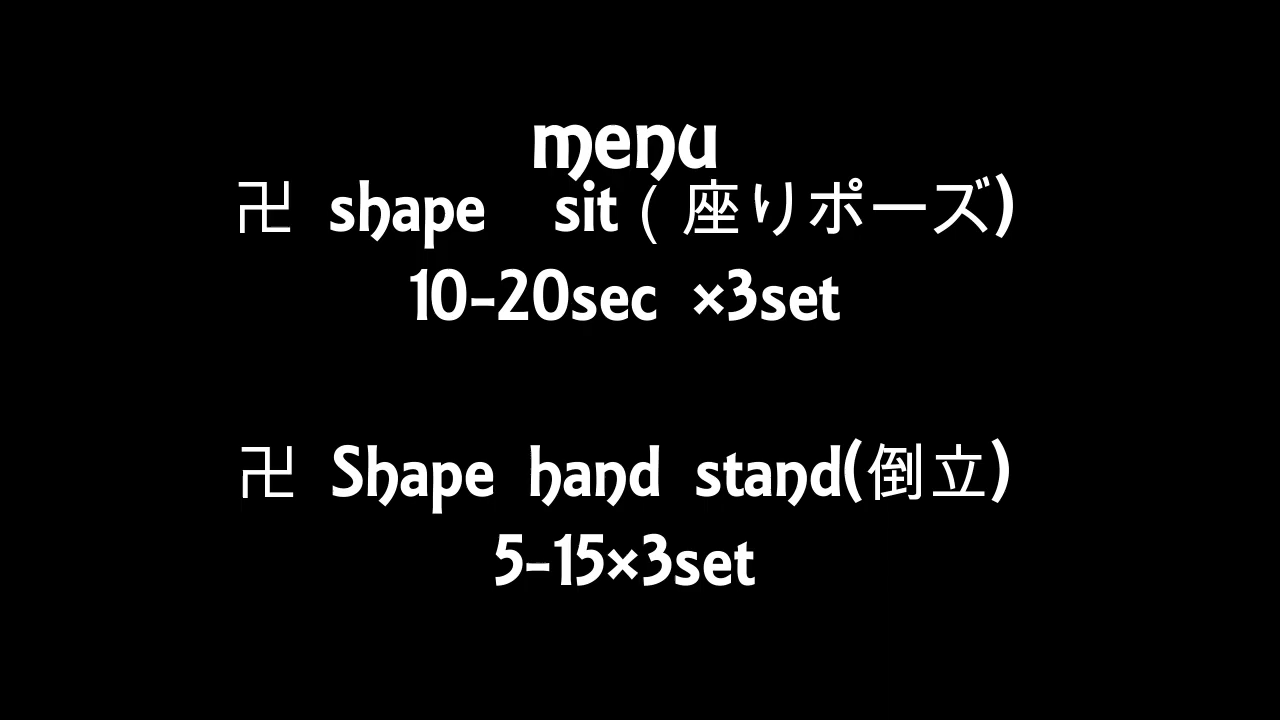 menu
卍 shape sit ( 座りポーズ)
10-20sec ×3set
卍 Shape hand stand(倒立)
5-15×3set